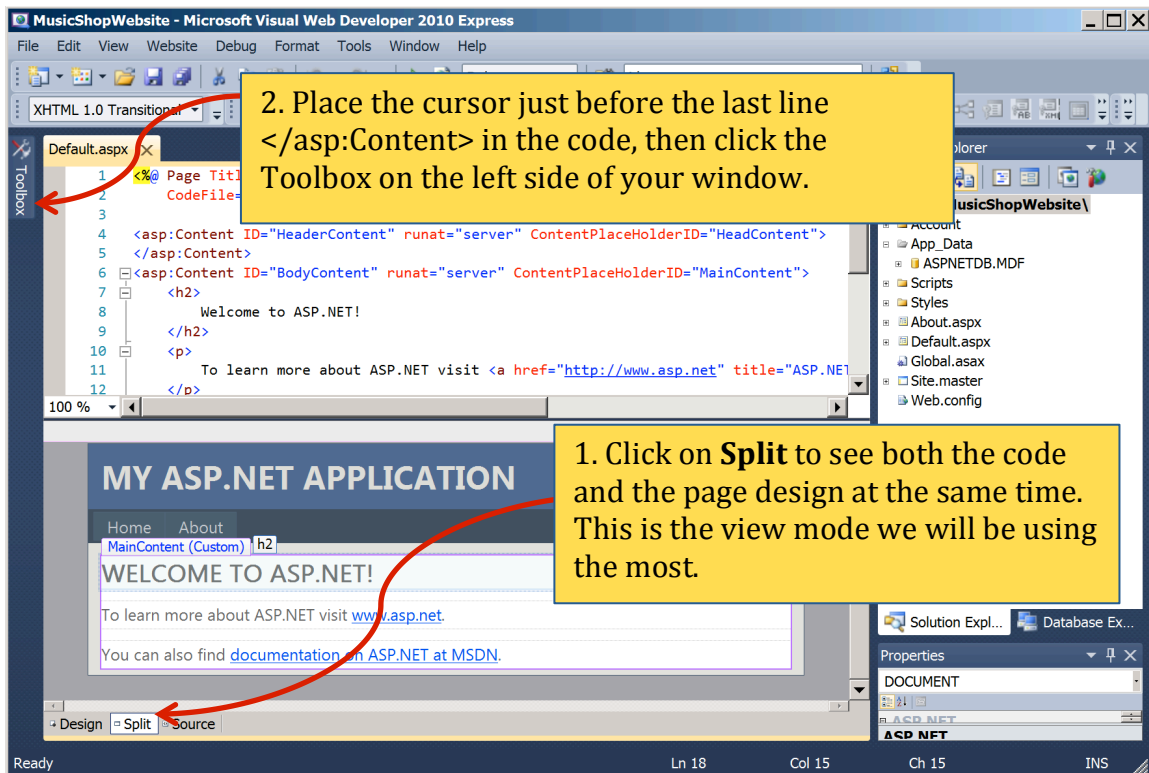 MusicShopWebsite - Microsoft Visual Web Developer 2010 Express
File Edit View Website Debug Format Tools Window Help
XHTML 1.0 Transitional
2. Place the cursor just before the last line
</asp:Content> in the code, then click the
Toolbox on the left side of your window.
Toolbox
Default.aspx
1 <%@ Page Titl
2 CodeFile=
3
4 <asp:Content ID="HeaderContent" runat="server" ContentPlaceHolderID="HeadContent">
5 </asp:Content>
6 <asp:Content ID="BodyContent" runat="server" ContentPlaceHolderID="MainContent">
7 <h2>
8 Welcome to ASP.NET!
9 </h2>
10 <p>
11 To learn more about ASP.NET visit <a href="http://www.asp.net" title="ASP.NET
12 </p>
100 %
lorer
usicShopWebsite\
Account
App_Data
ASPNETDB.MDF
Scripts
Styles
About.aspx
Default.aspx
Global.asax
Site.master
Web.config
1. Click on Split to see both the code
and the page design at the same time.
This is the view mode we will be using
the most.
MY ASP.NET APPLICATION
Home About
MainContent (Custom) h2
WELCOME TO ASP.NET!
To learn more about ASP.NET visit www.asp.net.
You can also find documentation on ASP.NET at MSDN.
Design Split Source
Solution Expl... Database Ex...
Properties
DOCUMENT
ASP.NET
ASP.NET
Ready Ln 18 Col 15 Ch 15 INS